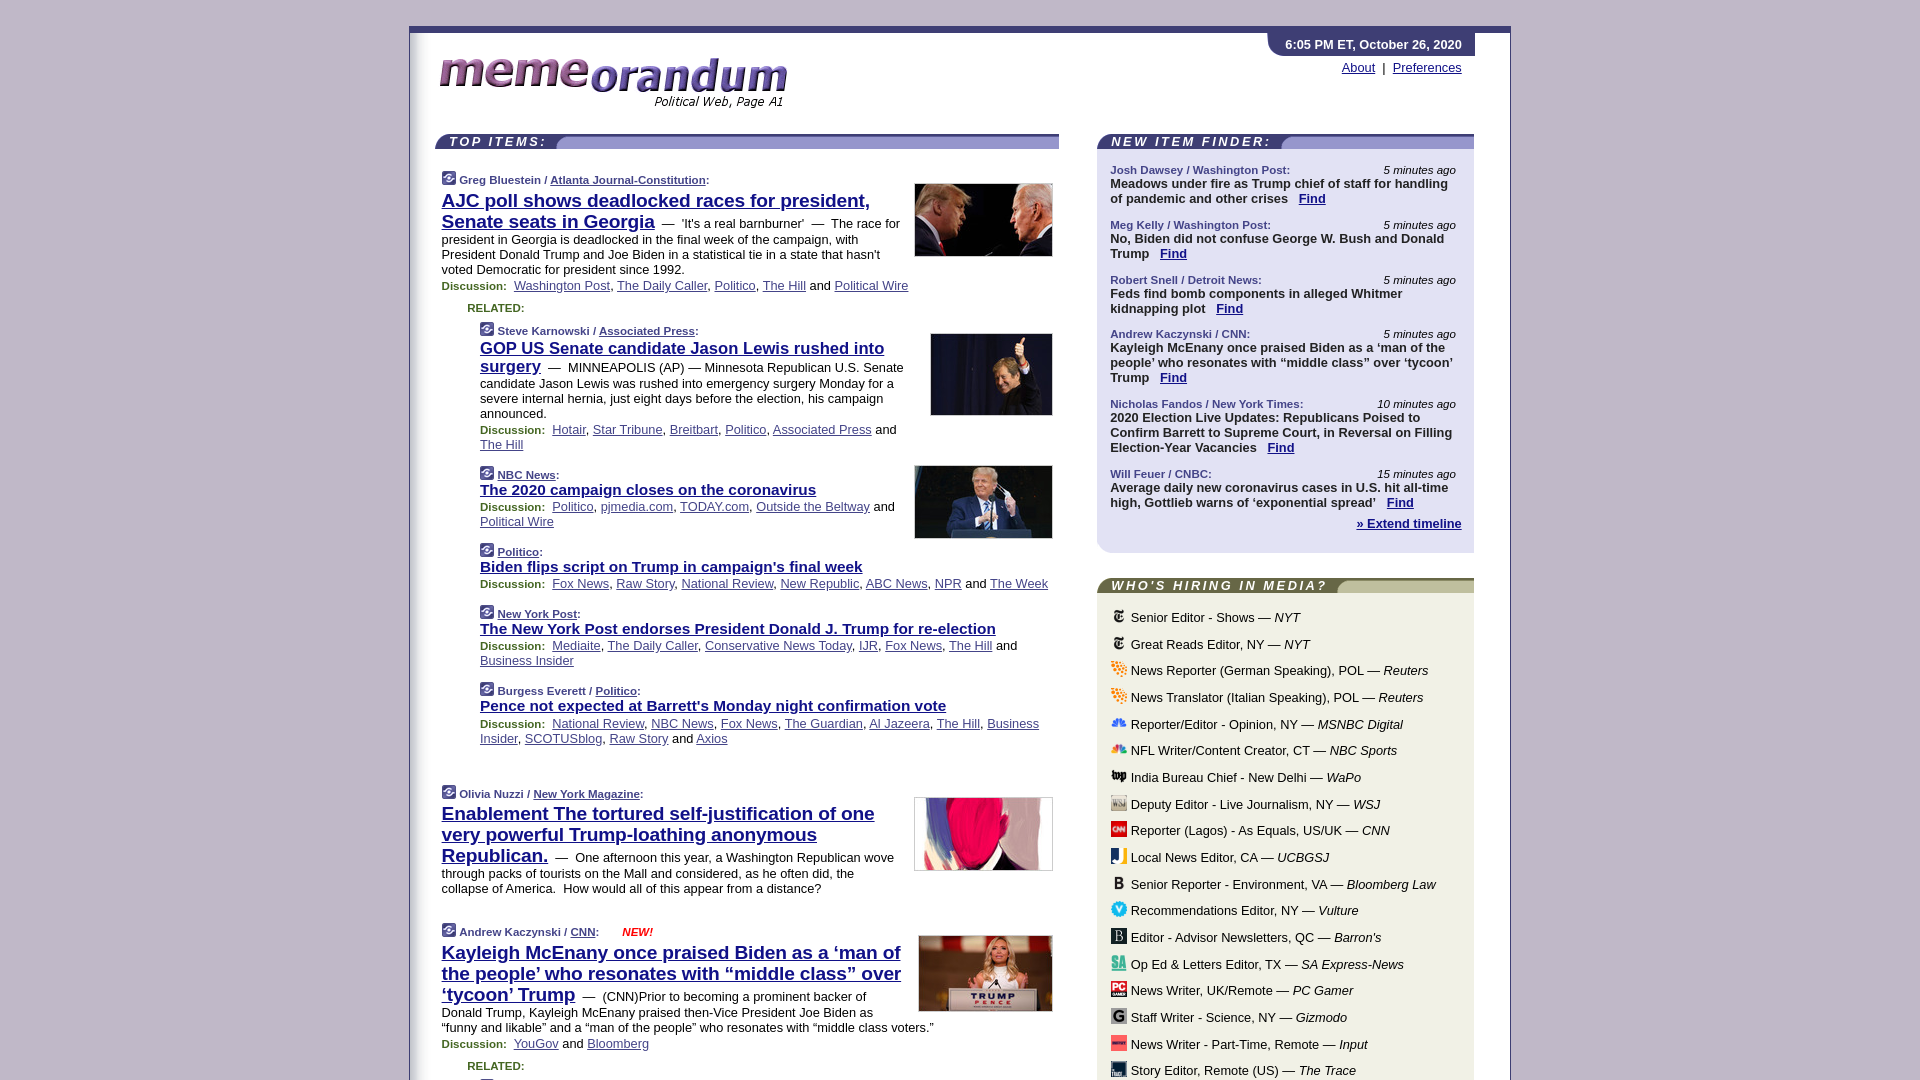 6:05 PM ET, October 26, 2020
memeorandum
About | Preferences
Political Web, Page A1
TOP ITEMS:
Greg Bluestein / Atlanta Journal-Constitution:
AJC poll shows deadlocked races for president,
Senate seats in Georgia — 'It's a real barnburner' — The race for
president in Georgia is deadlocked in the final week of the campaign, with
President Donald Trump and Joe Biden in a statistical tie in a state that hasn't
voted Democratic for president since 1992.
Discussion: Washington Post, The Daily Caller, Politico, The Hill and Political Wire
RELATED:
Steve Karnowski / Associated Press:
GOP US Senate candidate Jason Lewis rushed into
surgery — MINNEAPOLIS (AP) — Minnesota Republican U.S. Senate
candidate Jason Lewis was rushed into emergency surgery Monday for a
severe internal hernia, just eight days before the election, his campaign
announced.
Discussion: Hotair, Star Tribune, Breitbart, Politico, Associated Press and
The Hill
NBC News:
The 2020 campaign closes on the coronavirus
Discussion: Politico, pjmedia.com, TODAY.com, Outside the Beltway and
Political Wire
Politico:
Biden flips script on Trump in campaign's final week
Discussion: Fox News, Raw Story, National Review, New Republic, ABC News, NPR and The Week
New York Post:
The New York Post endorses President Donald J. Trump for re-election
Discussion: Mediaite, The Daily Caller, Conservative News Today, IJR, Fox News, The Hill and
Business Insider
Burgess Everett / Politico:
Pence not expected at Barrett's Monday night confirmation vote
Discussion: National Review, NBC News, Fox News, The Guardian, Al Jazeera, The Hill, Business
Insider, SCOTUSblog, Raw Story and Axios
Olivia Nuzzi / New York Magazine:
Enablement The tortured self-justification of one
very powerful Trump-loathing anonymous
Republican. — One afternoon this year, a Washington Republican wove
through packs of tourists on the Mall and considered, as he often did, the
collapse of America. How would all of this appear from a distance?
Andrew Kaczynski / CNN: NEW!
Kayleigh McEnany once praised Biden as a ‘man of
the people’ who resonates with “middle class” over
‘tycoon’ Trump — (CNN)Prior to becoming a prominent backer of
Donald Trump, Kayleigh McEnany praised then-Vice President Joe Biden as
“funny and likable” and a “man of the people” who resonates with “middle class voters.”
Discussion: YouGov and Bloomberg
TRUMP
PENCE
RELATED:
NEW ITEM FINDER:
Josh Dawsey / Washington Post: 5 minutes ago
Meadows under fire as Trump chief of staff for handling
of pandemic and other crises Find
Meg Kelly / Washington Post: 5 minutes ago
No, Biden did not confuse George W. Bush and Donald
Trump Find
Robert Snell / Detroit News: 5 minutes ago
Feds find bomb components in alleged Whitmer
kidnapping plot Find
Andrew Kaczynski / CNN: 5 minutes ago
Kayleigh McEnany once praised Biden as a ‘man of the
people’ who resonates with “middle class” over ‘tycoon’
Trump Find
Nicholas Fandos / New York Times: 10 minutes ago
2020 Election Live Updates: Republicans Poised to
Confirm Barrett to Supreme Court, in Reversal on Filling
Election-Year Vacancies Find
Will Feuer / CNBC: 15 minutes ago
Average daily new coronavirus cases in U.S. hit all-time
high, Gottlieb warns of ‘exponential spread’ Find
» Extend timeline
WHO'S HIRING IN MEDIA?
Senior Editor - Shows — NYT
Great Reads Editor, NY — NYT
News Reporter (German Speaking), POL — Reuters
News Translator (Italian Speaking), POL — Reuters
Reporter/Editor - Opinion, NY — MSNBC Digital
NFL Writer/Content Creator, CT — NBC Sports
wp India Bureau Chief - New Delhi — WaPo
WSJ Deputy Editor - Live Journalism, NY — WSJ
CNN Reporter (Lagos) - As Equals, US/UK — CNN
J Local News Editor, CA — UCBGSJ
B Senior Reporter - Environment, VA — Bloomberg Law
V Recommendations Editor, NY — Vulture
B Editor - Advisor Newsletters, QC — Barron's
SA Op Ed & Letters Editor, TX — SA Express-News
PC GAMER News Writer, UK/Remote — PC Gamer
G Staff Writer - Science, NY — Gizmodo
News Writer - Part-Time, Remote — Input
Story Editor, Remote (US) — The Trace